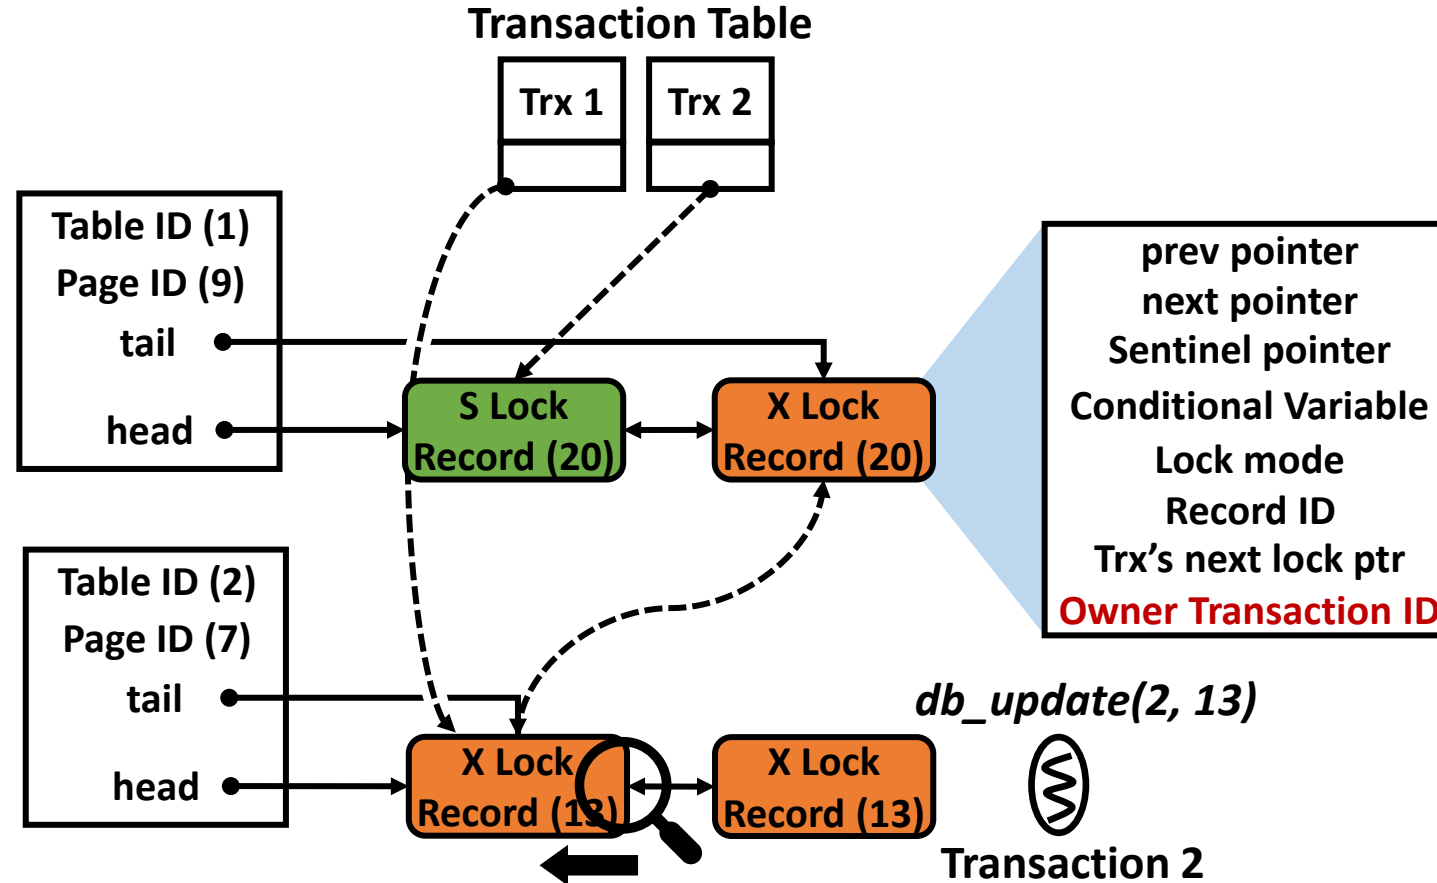 Transaction Table
Trx 1
Trx 2
Table ID (1)
Page ID (9)
tail
head
S Lock
Record (20)
X Lock
Record (20)
prev pointer
next pointer
Sentinel pointer
Conditional Variable
Lock mode
Record ID
Trx's next lock ptr
Owner Transaction ID
Table ID (2)
Page ID (7)
tail
head
X Lock
Record (13)
X Lock
Record (13)
db_update(2, 13)
Transaction 2